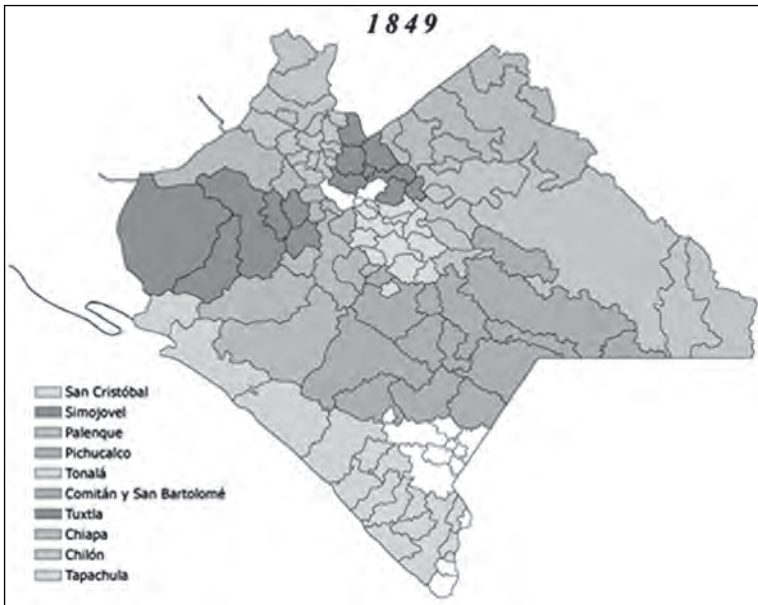 1849
San Cristóbal
Simojovel
Palenque
Pichucalco
Tonalá
Comitán y San Bartolomé
Tuxtla
Chiapa
Chilón
Tapachula